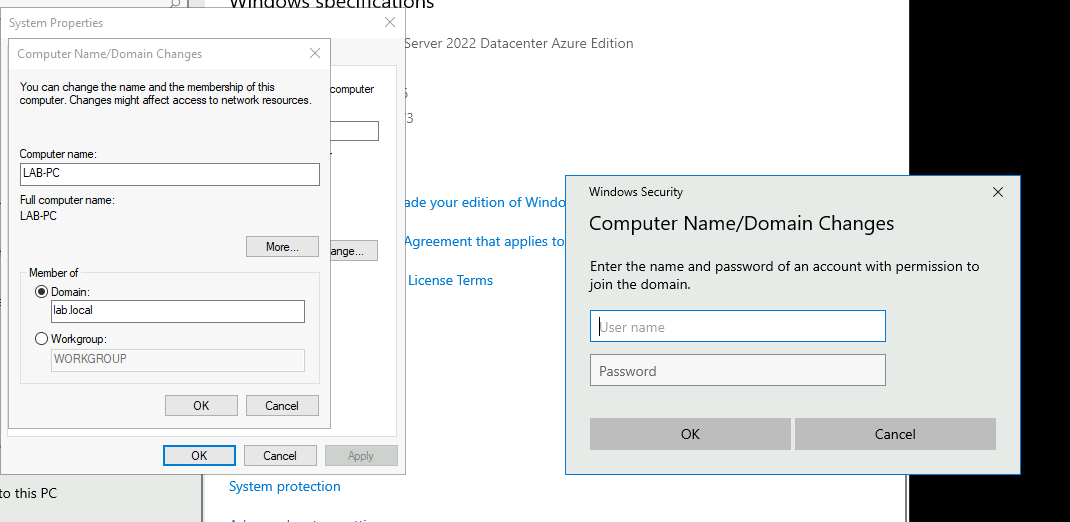 Windows specifications
System Properties
Server 2022 Datacenter Azure Edition
Computer Name/Domain Changes
You can change the name and the membership of this
computer. Changes might affect access to network resources.
computer
Computer name:
LAB-PC
Full computer name:
LAB-PC
More...
ange...
Member of
Domain:
lab.local
Workgroup:
WORKGROUP
OK
Cancel
OK
Cancel
Apply
ade your edition of Windo
Agreement that applies to
License Terms
Windows Security
Computer Name/Domain Changes
Enter the name and password of an account with permission to
join the domain.
User name
Password
OK
Cancel
System protection
to this PC